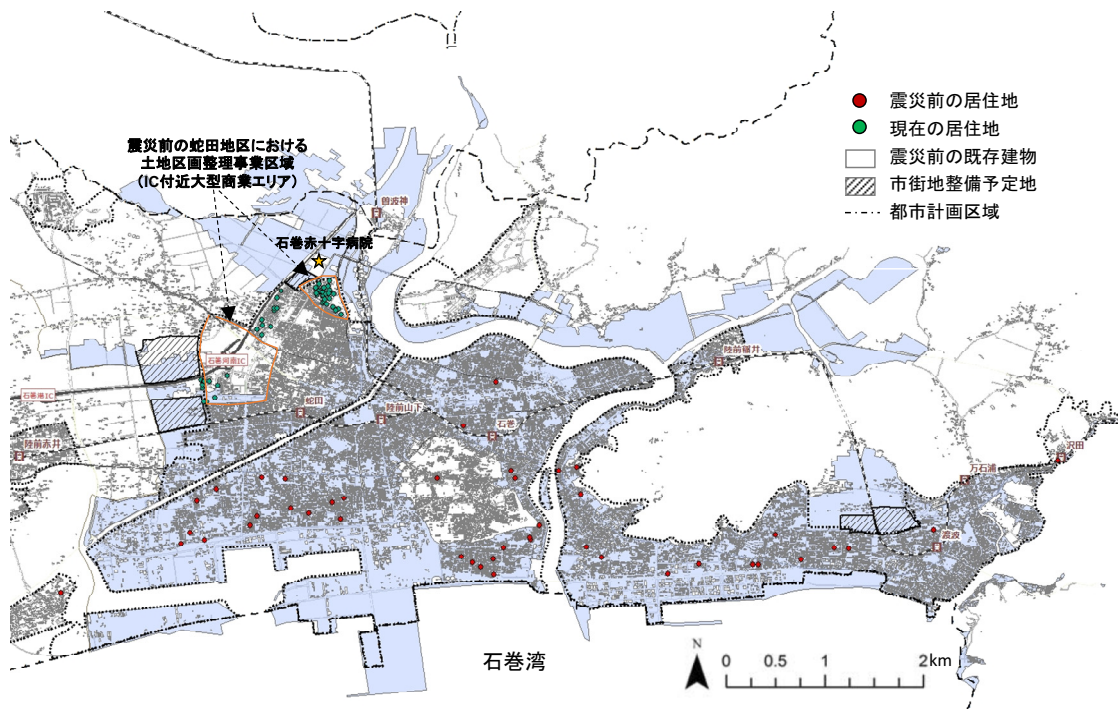 震災前の居住地
現在の居住地
震災前の既存建物
市街地整備予定地
都市計画区域
震災前の蛇田地区における
土地区画整理事業区域
(IC付近大型商業エリア)
曽波神
石巻赤十字病院
石巻河南IC
石巻港IC
陸前稲井
蛇田
陸前山下
石巻
陸前赤井
沢田
万石浦
渡波
石巻湾
N
0 0.5 1 2km